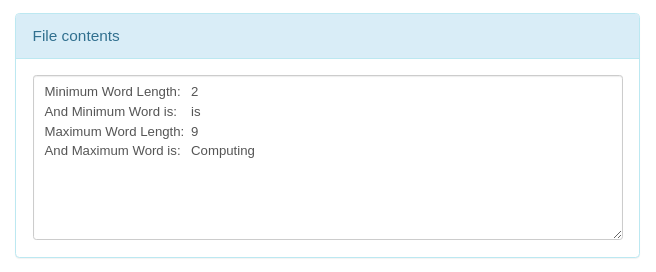 File contents
Minimum Word Length: 2
And Minimum Word is: is
Maximum Word Length: 9
And Maximum Word is: Computing